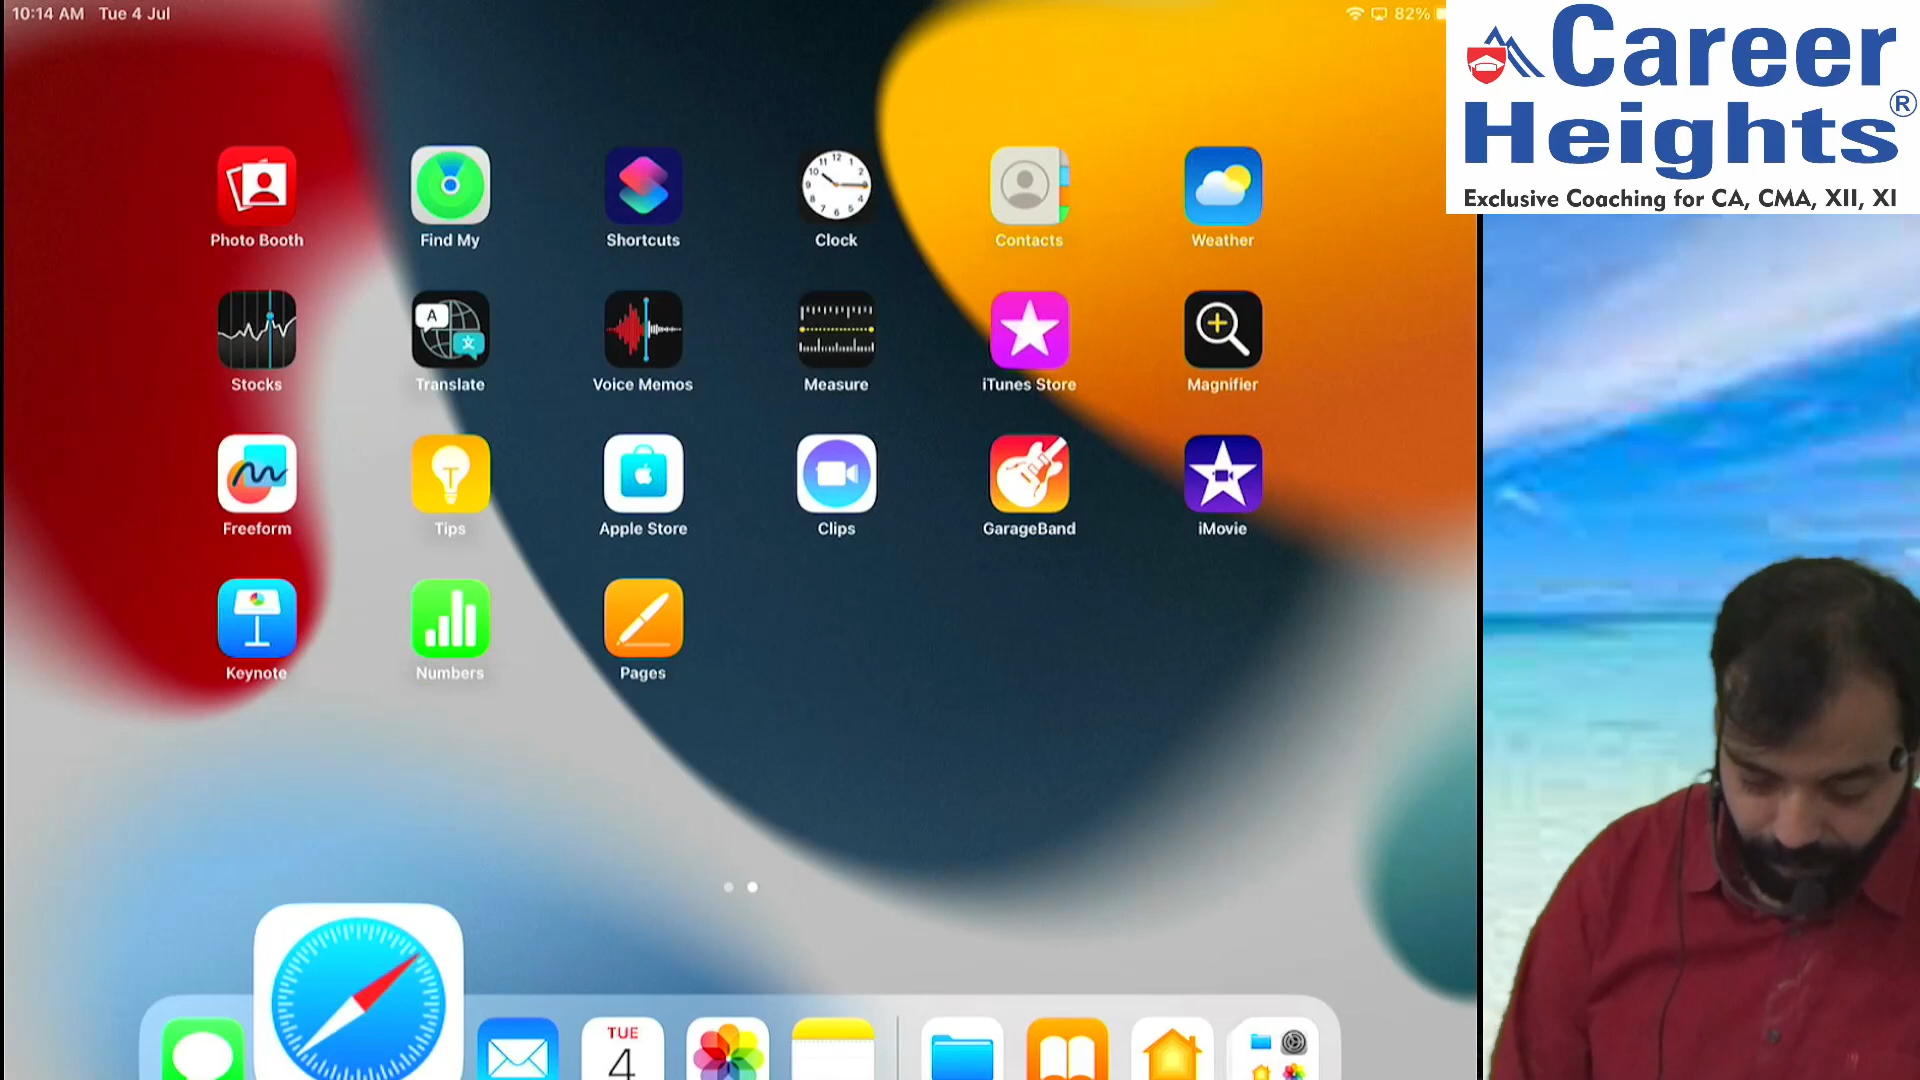 10:14 AM Tue 4 Jul
82%
Career
Heights®
Exclusive Coaching for CA, CMA, XII, XI
Photo Booth
Find My
Shortcuts
Clock
Contacts
Weather
Stocks
Translate
Voice Memos
Measure
iTunes Store
Magnifier
Freeform
Tips
Apple Store
Clips
GarageBand
iMovie
Keynote
Numbers
Pages
TUE
4